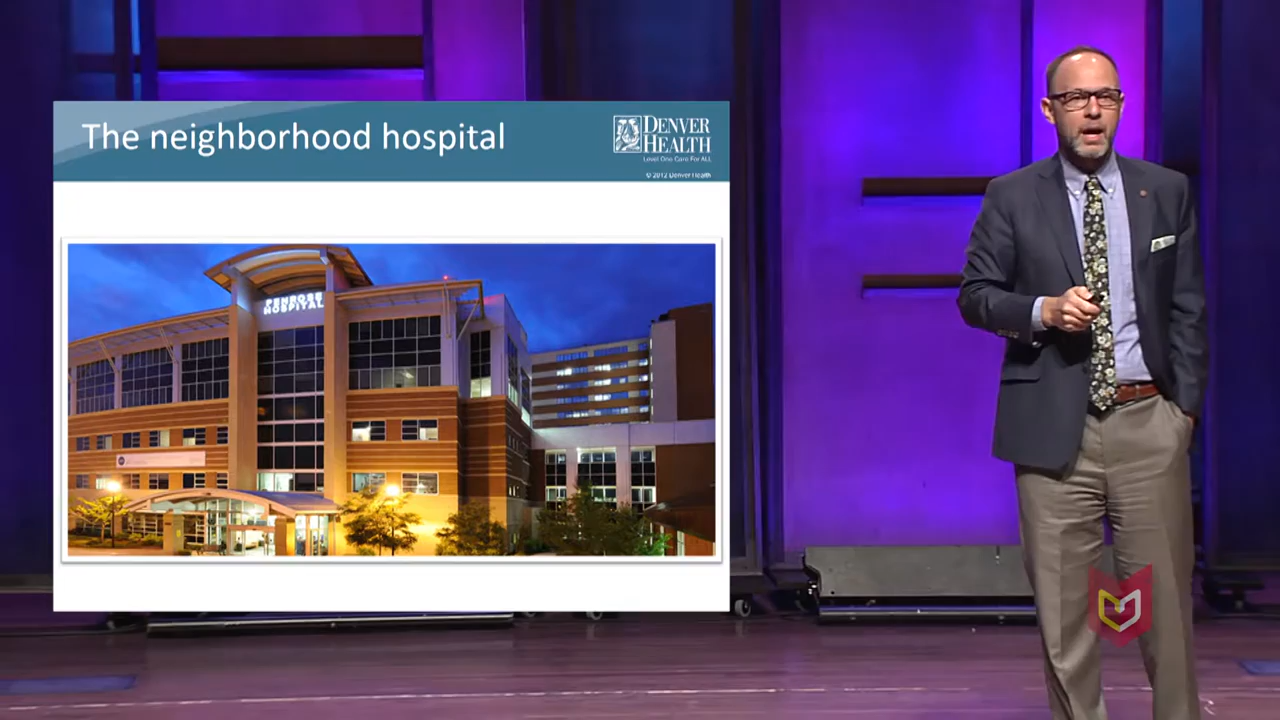 The neighborhood hospital
DENVER
HEALTH
Level One Care For ALL
© 2012 Denver Health
PENROSE
HOSPITAL